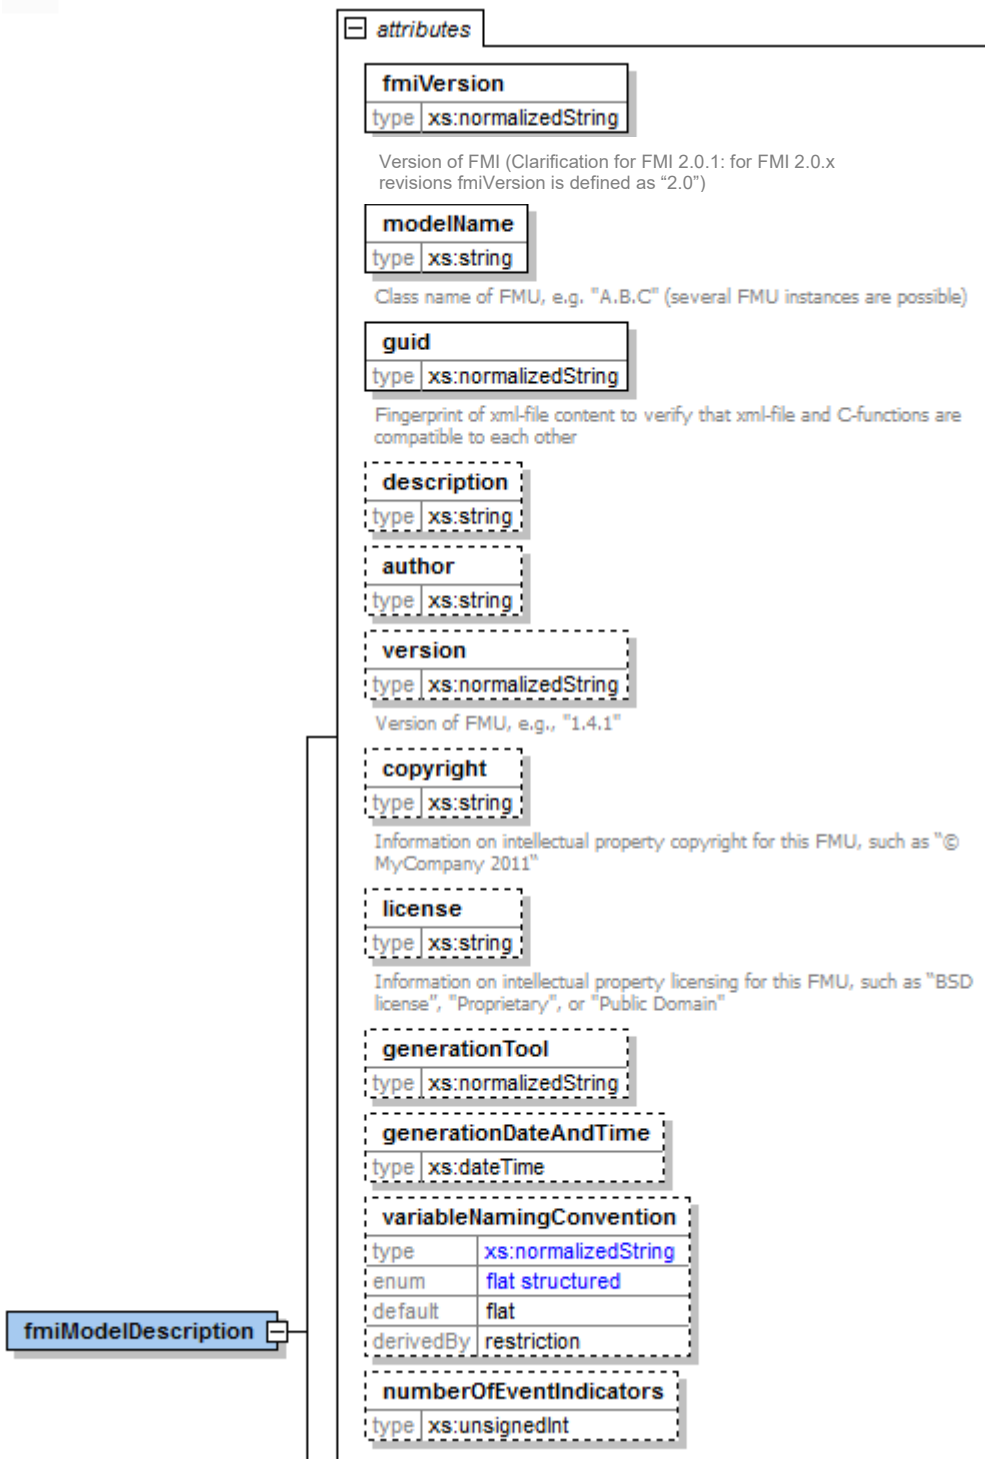 attributes
fmiVersion
type xs:normalizedString
Version of FMI (Clarification for FMI 2.0.1: for FMI 2.0.x
revisions fmiVersion is defined as “2.0”)
modelName
type xs:string
Class name of FMU, e.g. "A.B.C" (several FMU instances are possible)
guid
type xs:normalizedString
Fingerprint of xml-file content to verify that xml-file and C-functions are
compatible to each other
description
type xs:string
author
type xs:string
version
type xs:normalizedString
Version of FMU, e.g., "1.4.1"
copyright
type xs:string
Information on intellectual property copyright for this FMU, such as “©
MyCompany 2011“
license
type xs:string
Information on intellectual property licensing for this FMU, such as “BSD
license”, "Proprietary", or "Public Domain"
generationTool
type xs:normalizedString
generationDateAndTime
type xs:dateTime
variableNamingConvention
type xs:normalizedString
enum flat structured
default flat
derivedBy restriction
fmiModelDescription
numberOfEventIndicators
type xs:unsignedInt